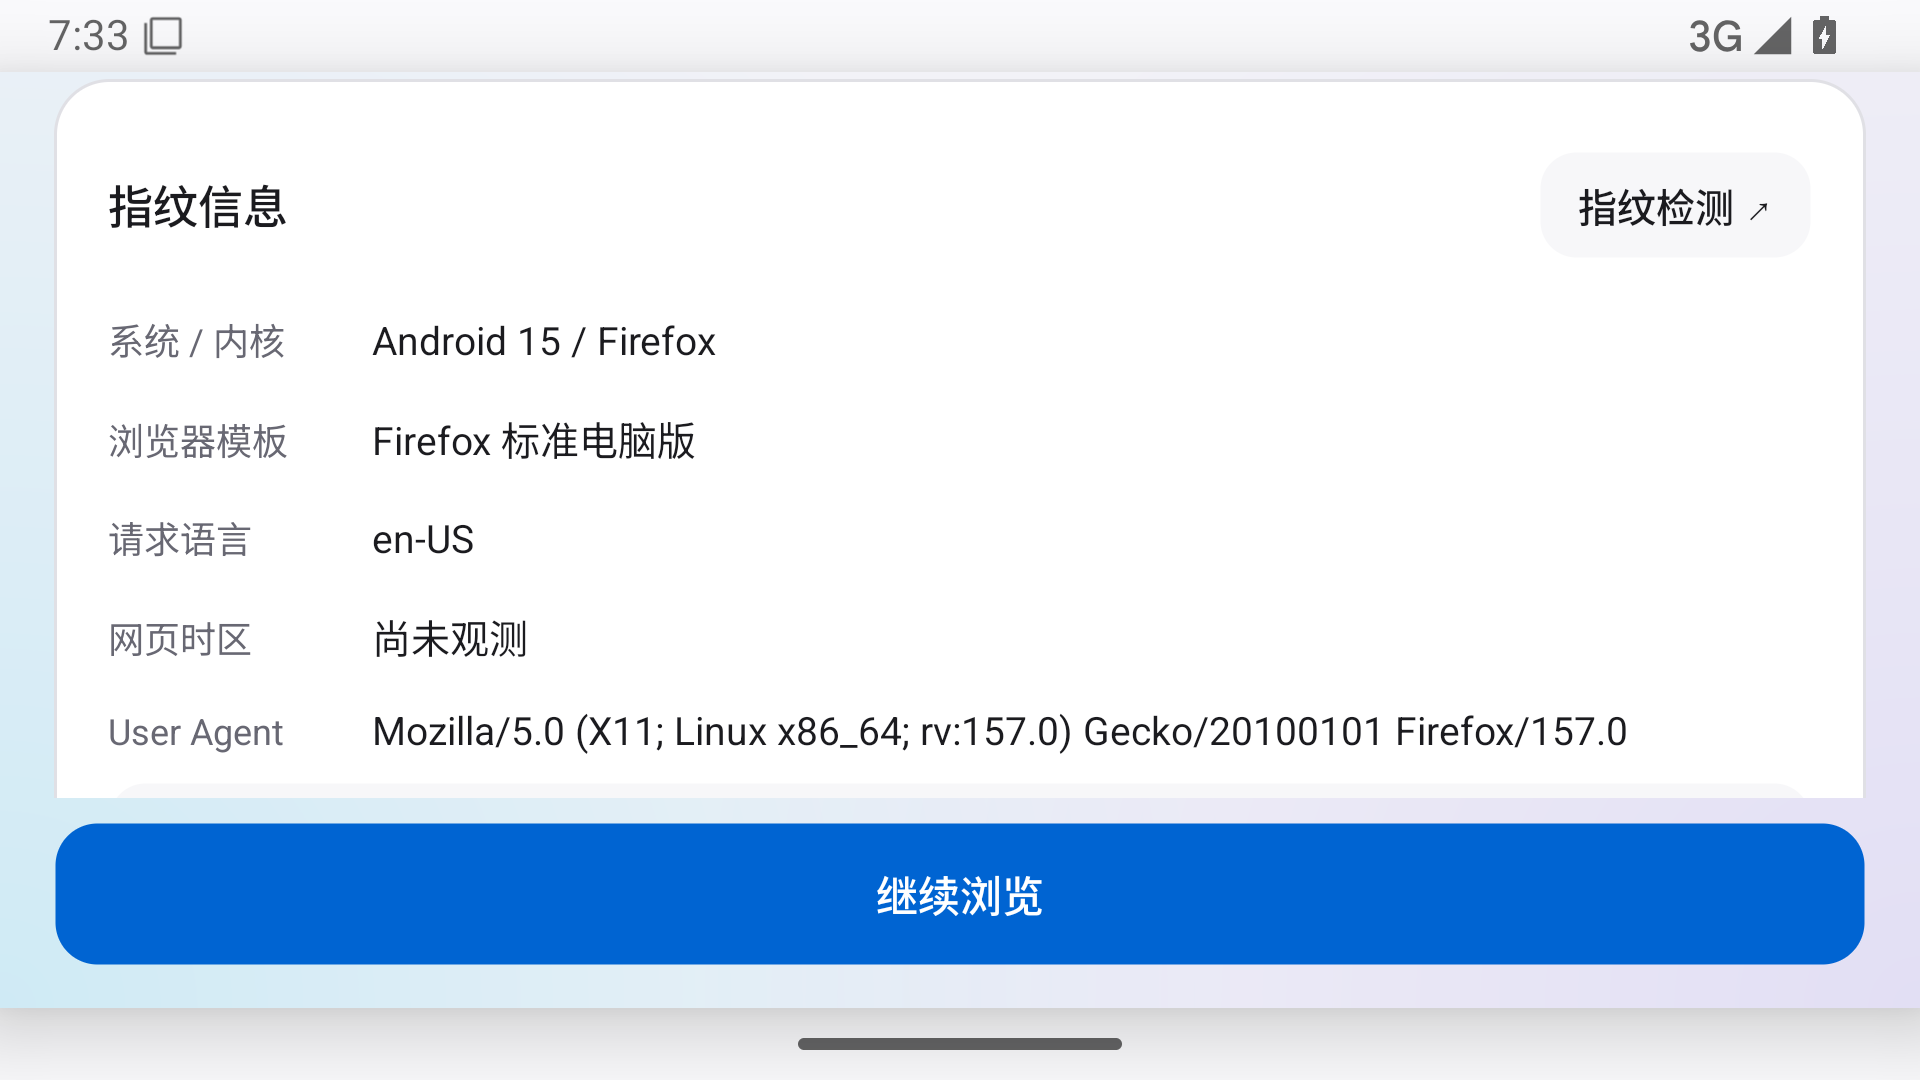 7:33
3G
指纹信息
指纹检测 ↗
系统 / 内核
Android 15 / Firefox
浏览器模板
Firefox 标准电脑版
请求语言
en-US
网页时区
尚未观测
User Agent
Mozilla/5.0 (X11; Linux x86_64; rv:157.0) Gecko/20100101 Firefox/157.0
继续浏览